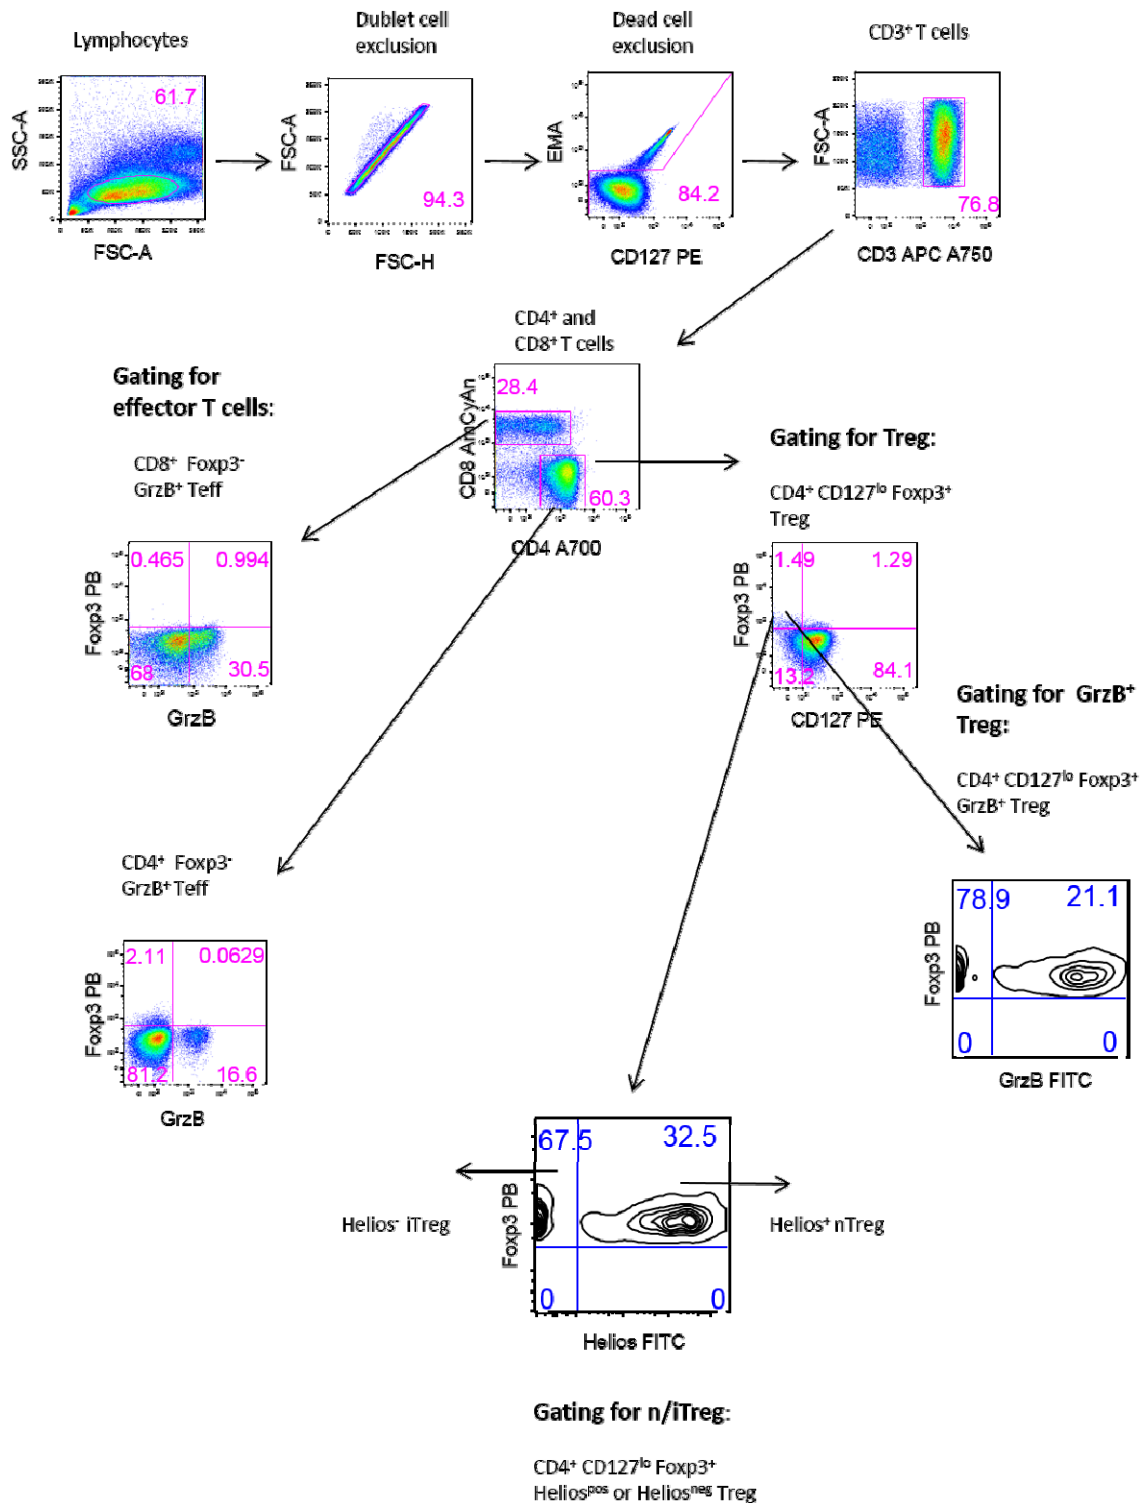 Lymphocytes
Dublet cell
exclusion
Dead cell
exclusion
CD3⁺ T cells
61.7
SSC-A
FSC-A
94.3
FSC-A
FSC-H
84.2
EMA
CD127 PE
76.8
FSC-A
CD3 APC A750
CD4⁺ and
CD8⁺ T cells
28.4
60.3
CD8 AmCyAn
CD4 A700
Gating for
effector T cells:
CD8⁺ Foxp3⁻
GrzB⁺ Teff
0.465 0.994
68 30.5
Foxp3 PB
GrzB
Gating for Treg:
CD4⁺ CD127ˡᵒ Foxp3⁺
Treg
1.49 1.29
13.2 84.1
Foxp3 PB
CD127 PE
Gating for GrzB⁺
Treg:
CD4⁺ CD127ˡᵒ Foxp3⁺
GrzB⁺ Treg
78.9 21.1
0 0
Foxp3 PB
GrzB FITC
CD4⁺ Foxp3⁻
GrzB⁺ Teff
2.11 0.0629
81.2 16.6
Foxp3 PB
GrzB
67.5 32.5
0 0
Foxp3 PB
Helios FITC
Helios⁻ iTreg
Helios⁺ nTreg
Gating for n/iTreg:
CD4⁺ CD127ˡᵒ Foxp3⁺
Heliosᵖᵒˢ or Heliosⁿᵉᵍ Treg